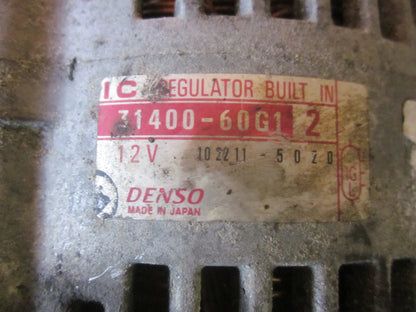 IC REGULATOR BUILT IN
31400-60G1 2
12V 102211-5020
DENSO
MADE IN JAPAN